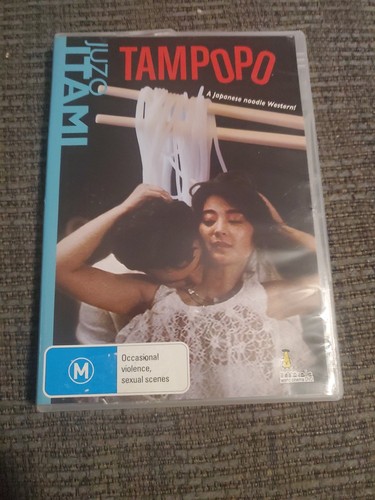 JUZO
ITAMI
TAMPOPO
A Japanese noodle Western!
M
Occasional
violence,
sexual scenes